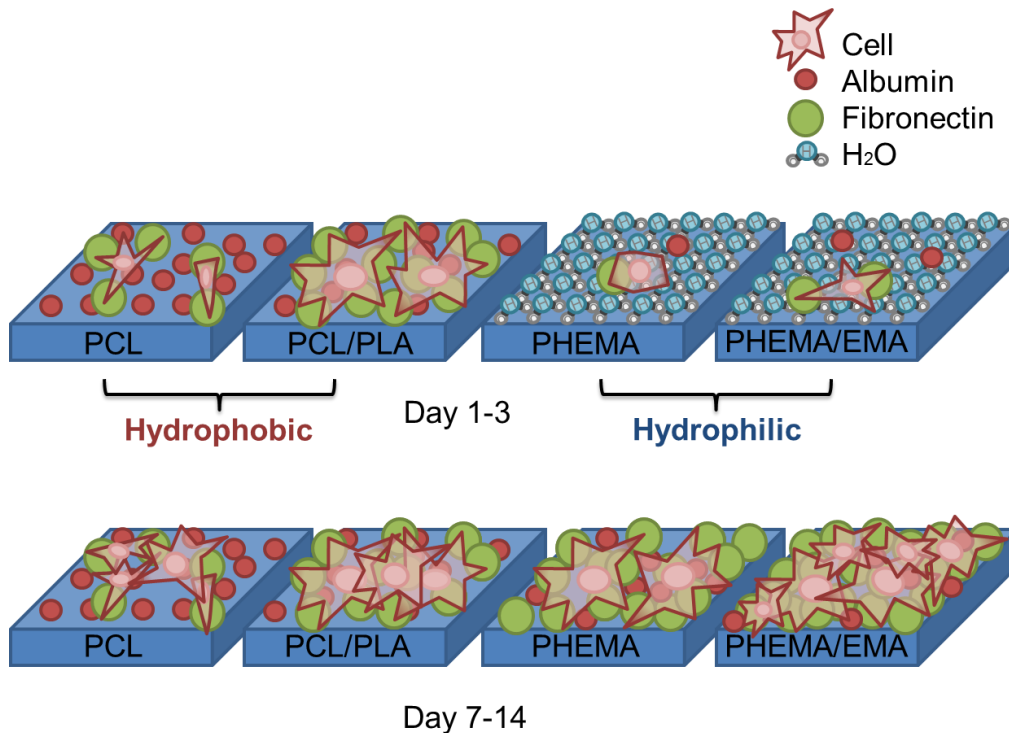 Cell
Albumin
Fibronectin
H₂O
PCL
PCL/PLA
PHEMA
PHEMA/EMA
Hydrophobic
Day 1-3
Hydrophilic
PCL
PCL/PLA
PHEMA
PHEMA/EMA
Day 7-14